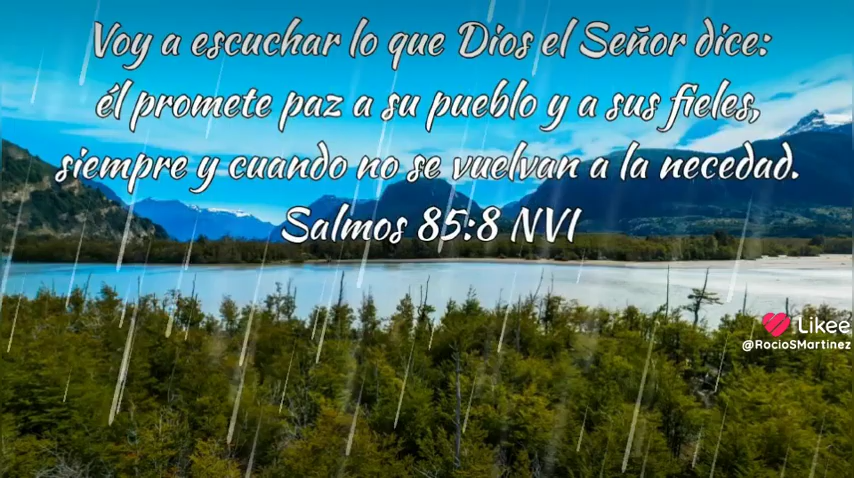 Voy a escuchar lo que Dios el Señor dice:
él promete paz a su pueblo y a sus fieles,
siempre y cuando no se vuelvan a la necedad.
Salmos 85:8 NVI
Likee
@RocioSMartinez